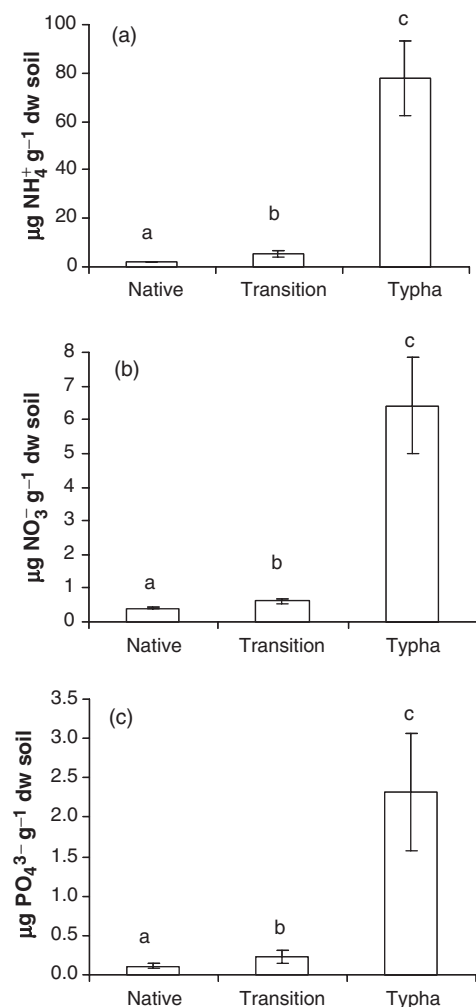 (a)
c
100
80
60
40
20
0
a
b
Native Transition Typha
µg NH₄⁺ g⁻¹ dw soil
(b)
c
8
7
6
5
4
3
2
1
0
a
b
Native Transition Typha
µg NO₃⁻ g⁻¹ dw soil
(c)
c
3.5
3.0
2.5
2.0
1.5
1.0
0.5
0.0
a
b
Native Transition Typha
µg PO₄³⁻ g⁻¹ dw soil